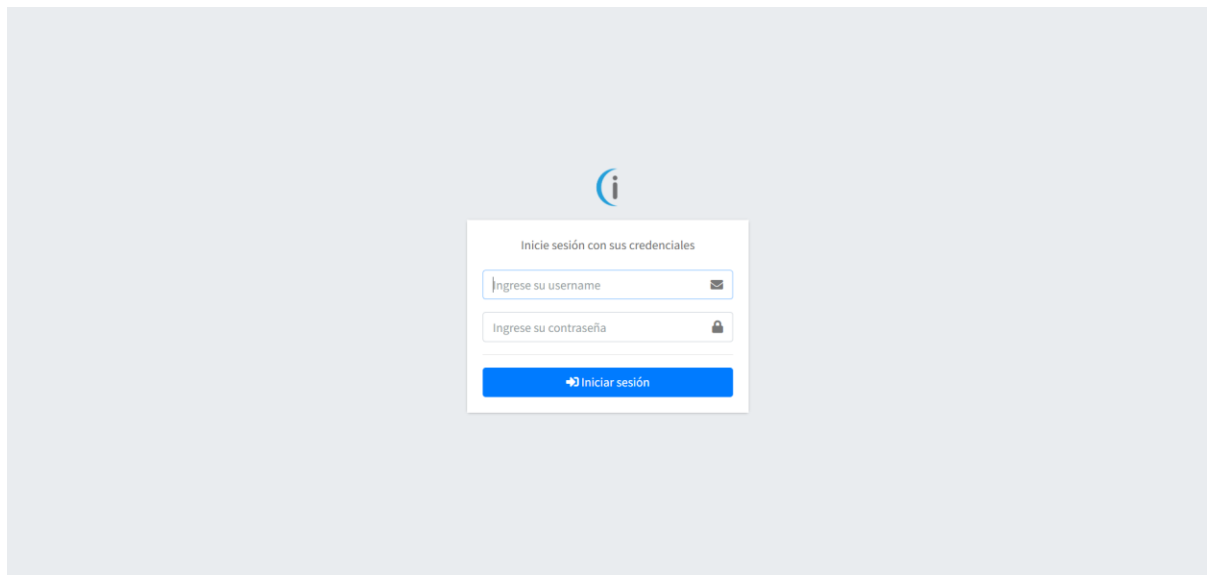 i
Inicie sesión con sus credenciales
Ingrese su username
Ingrese su contraseña
Iniciar sesión